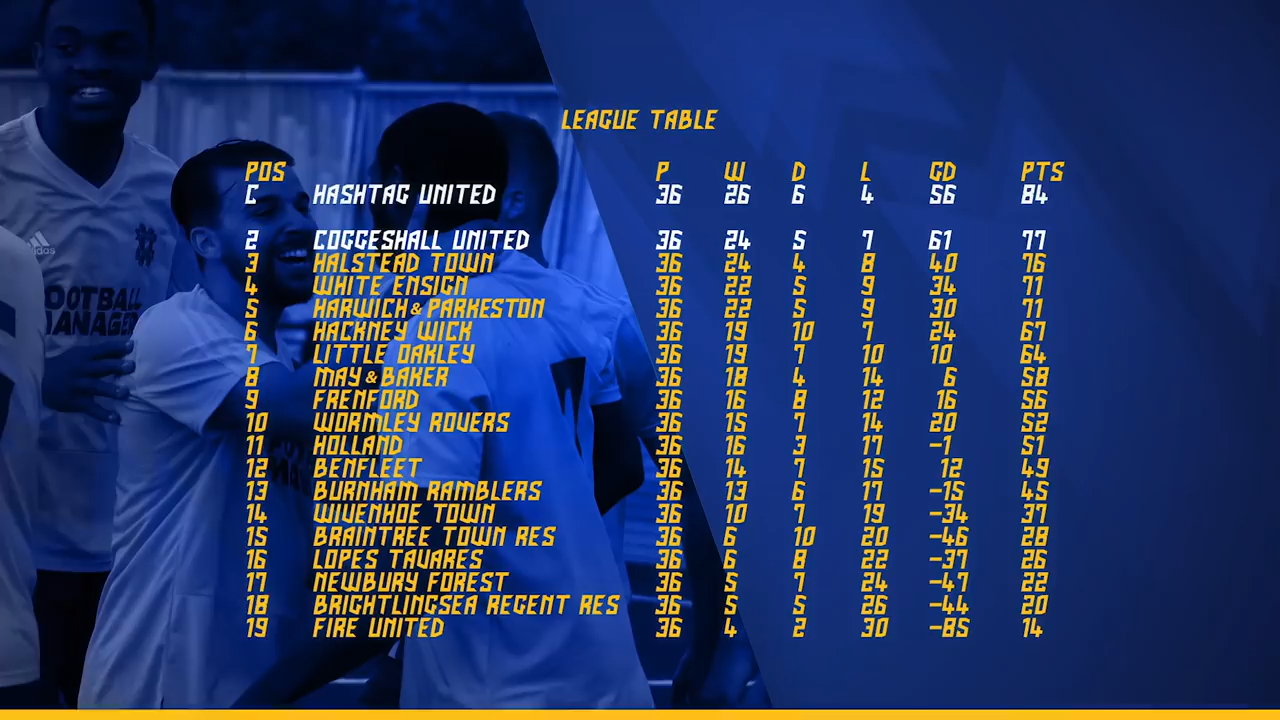 LEAGUE TABLE
POS P W D L GD PTS
C HASHTAG UNITED 36 26 6 4 56 84
2 COGGESHALL UNITED 36 24 5 7 61 77
3 HALSTEAD TOWN 36 24 4 8 40 76
4 WHITE ENSIGN 36 22 5 9 34 71
5 HARWICH & PARKESTON 36 22 5 9 30 71
6 HACKNEY WICK 36 19 10 7 24 67
7 LITTLE OAKLEY 36 19 7 10 10 64
8 MAY & BAKER 36 18 4 14 6 58
9 FRENFORD 36 16 8 12 16 56
10 WORMLEY ROVERS 36 15 7 14 20 52
11 HOLLAND 36 16 3 17 -1 51
12 BENFLEET 36 14 7 15 12 49
13 BURNHAM RAMBLERS 36 13 6 17 -15 45
14 WIVENHOE TOWN 36 10 7 19 -34 37
15 BRAINTREE TOWN RES 36 6 10 20 -46 28
16 LOPES TAVARES 36 6 8 22 -37 26
17 NEWBURY FOREST 36 5 7 24 -47 22
18 BRIGHTLINGSEA REGENT RES 36 5 5 26 -44 20
19 FIRE UNITED 36 4 2 30 -85 14
adidas
FOOTBALL
MANAGER